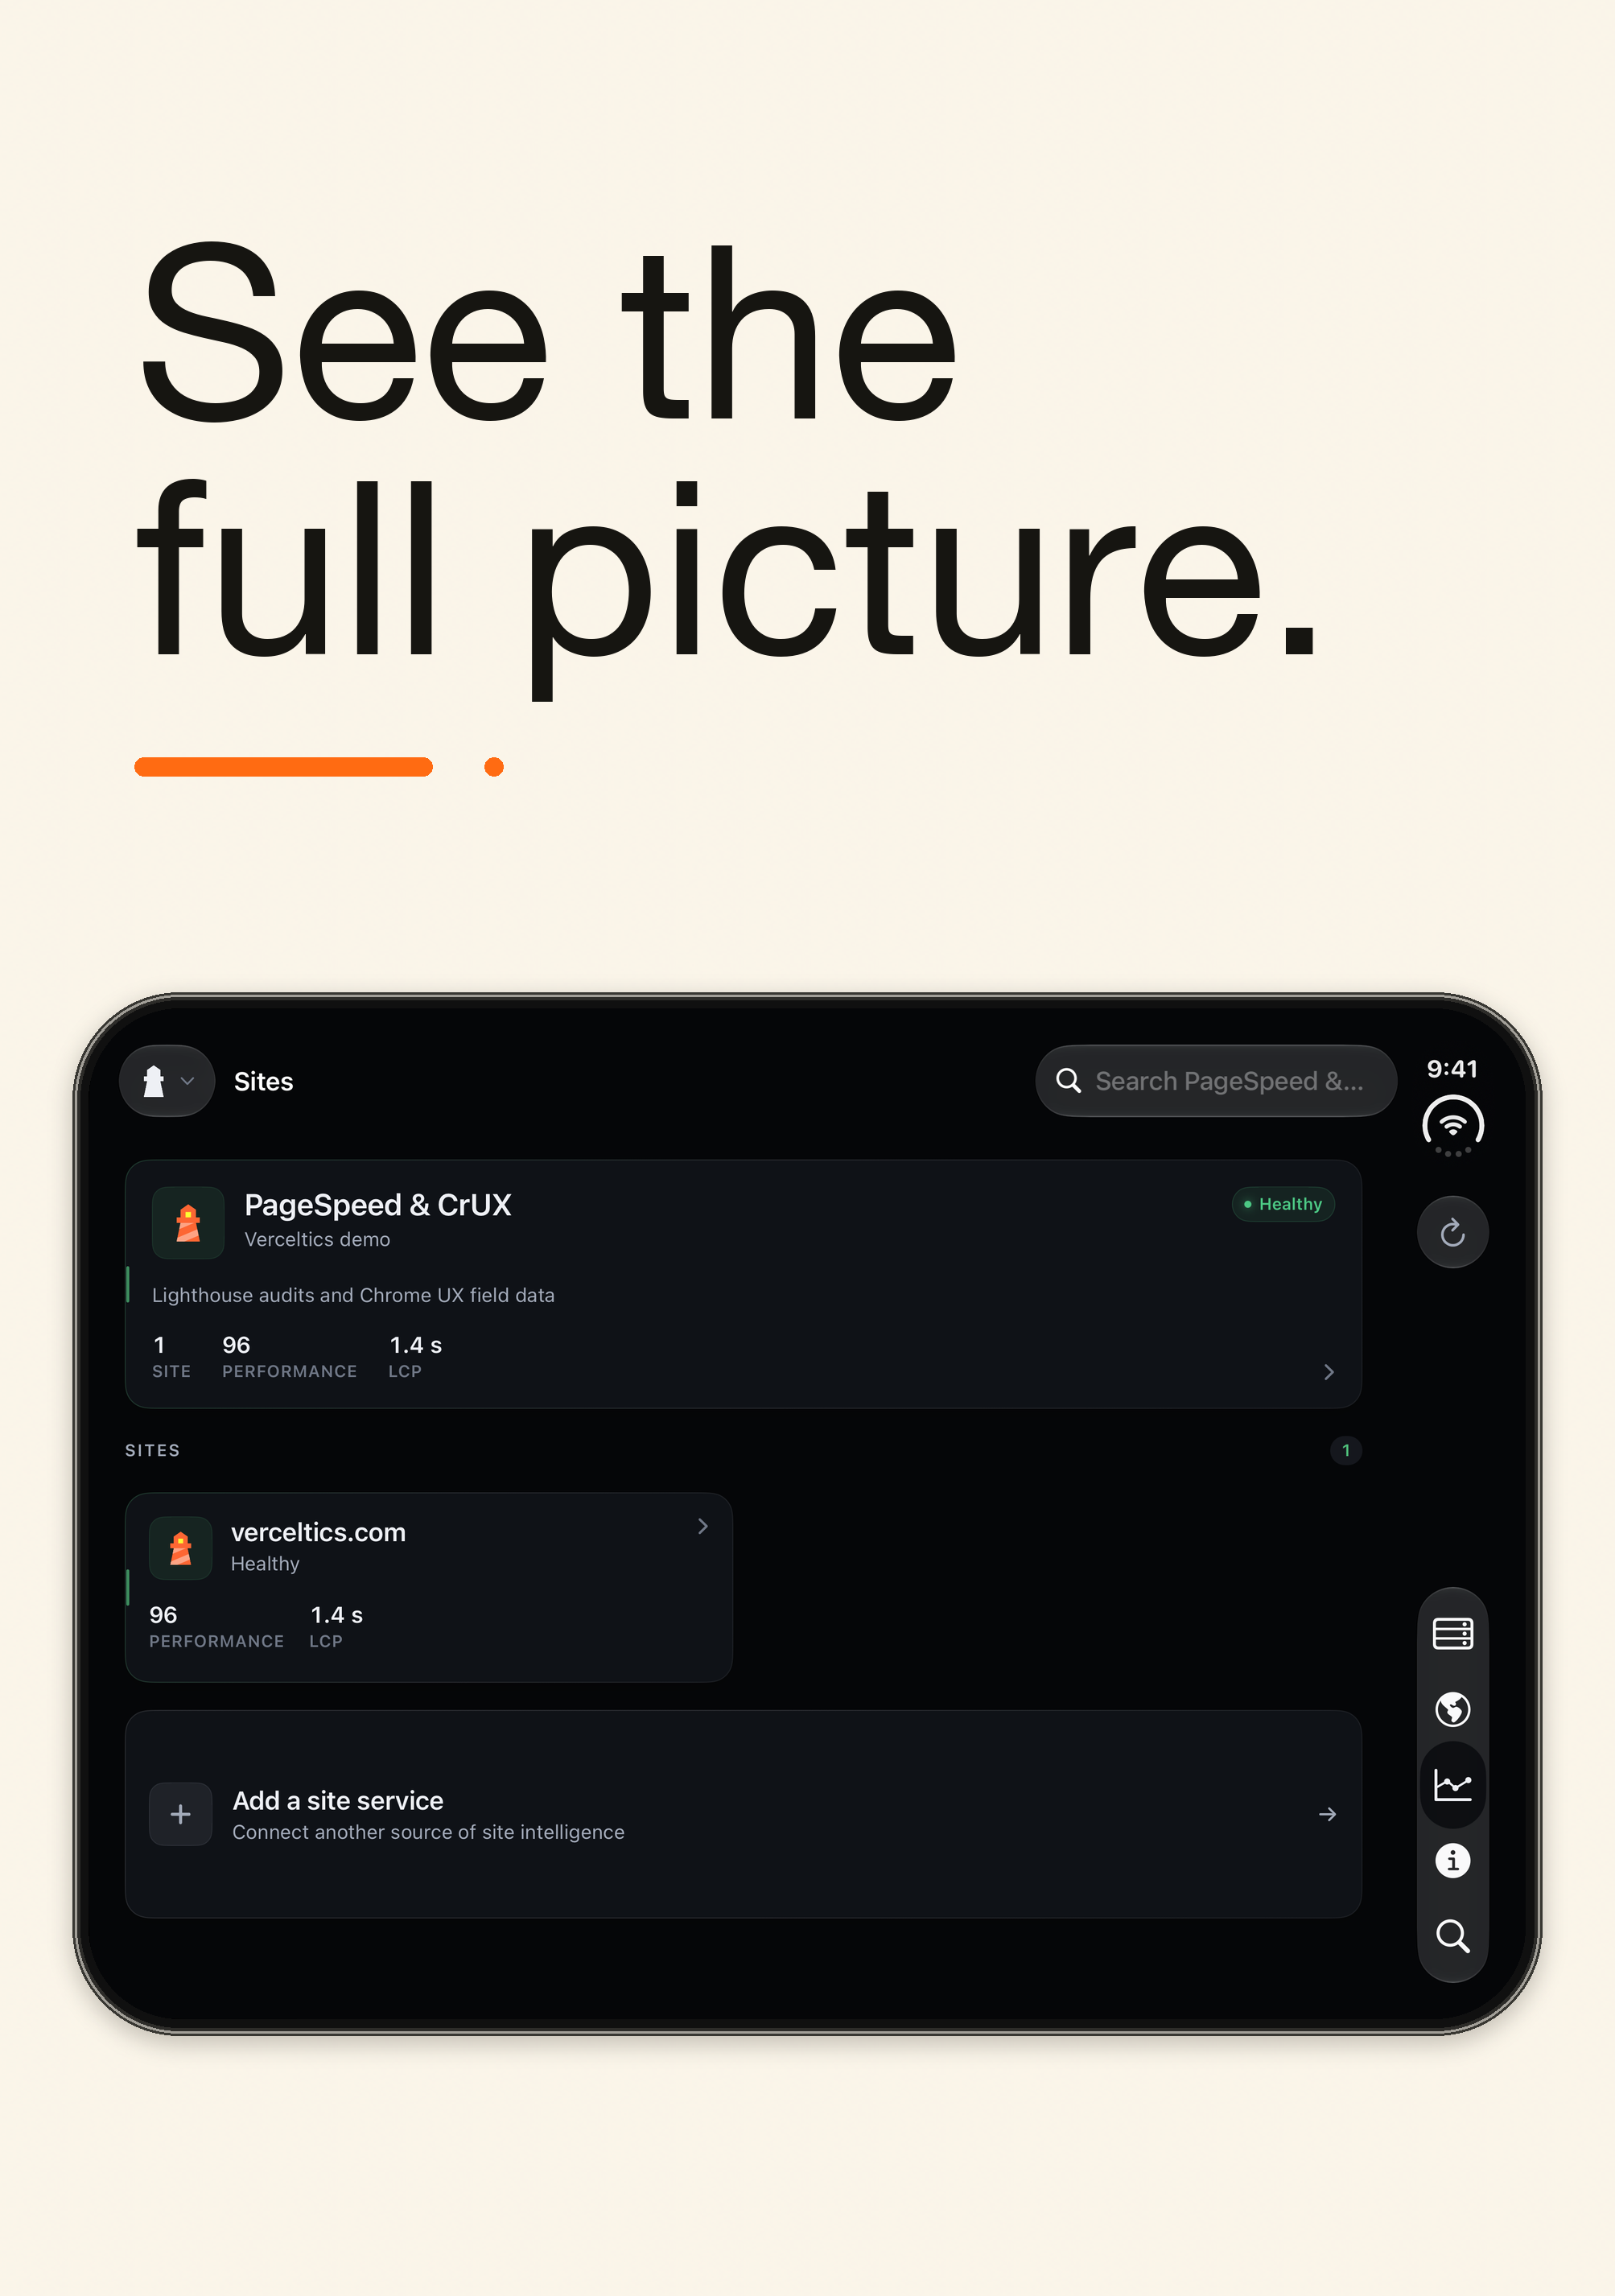 See the
full picture.
Sites
Search PageSpeed &...
9:41
PageSpeed & CrUX
Healthy
Verceltics demo
Lighthouse audits and Chrome UX field data
1 96 1.4 s
SITE PERFORMANCE LCP
SITES 1
verceltics.com
Healthy
96 1.4 s
PERFORMANCE LCP
Add a site service
Connect another source of site intelligence